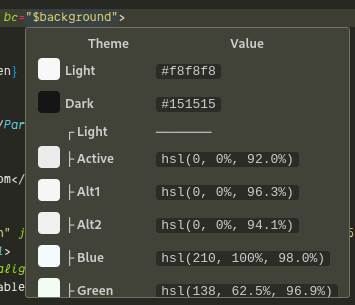 bc="$background">
Theme Value
Light #f8f8f8
Dark #151515
┌ Light ────────
├ Active hsl(0, 0%, 92.0%)
├ Alt1 hsl(0, 0%, 96.3%)
en}
├ Alt2 hsl(0, 0%, 94.1%)
/Par
├ Blue hsl(210, 100%, 98.0%)
om</
├ Green hsl(138, 62.5%, 96.9%)
able